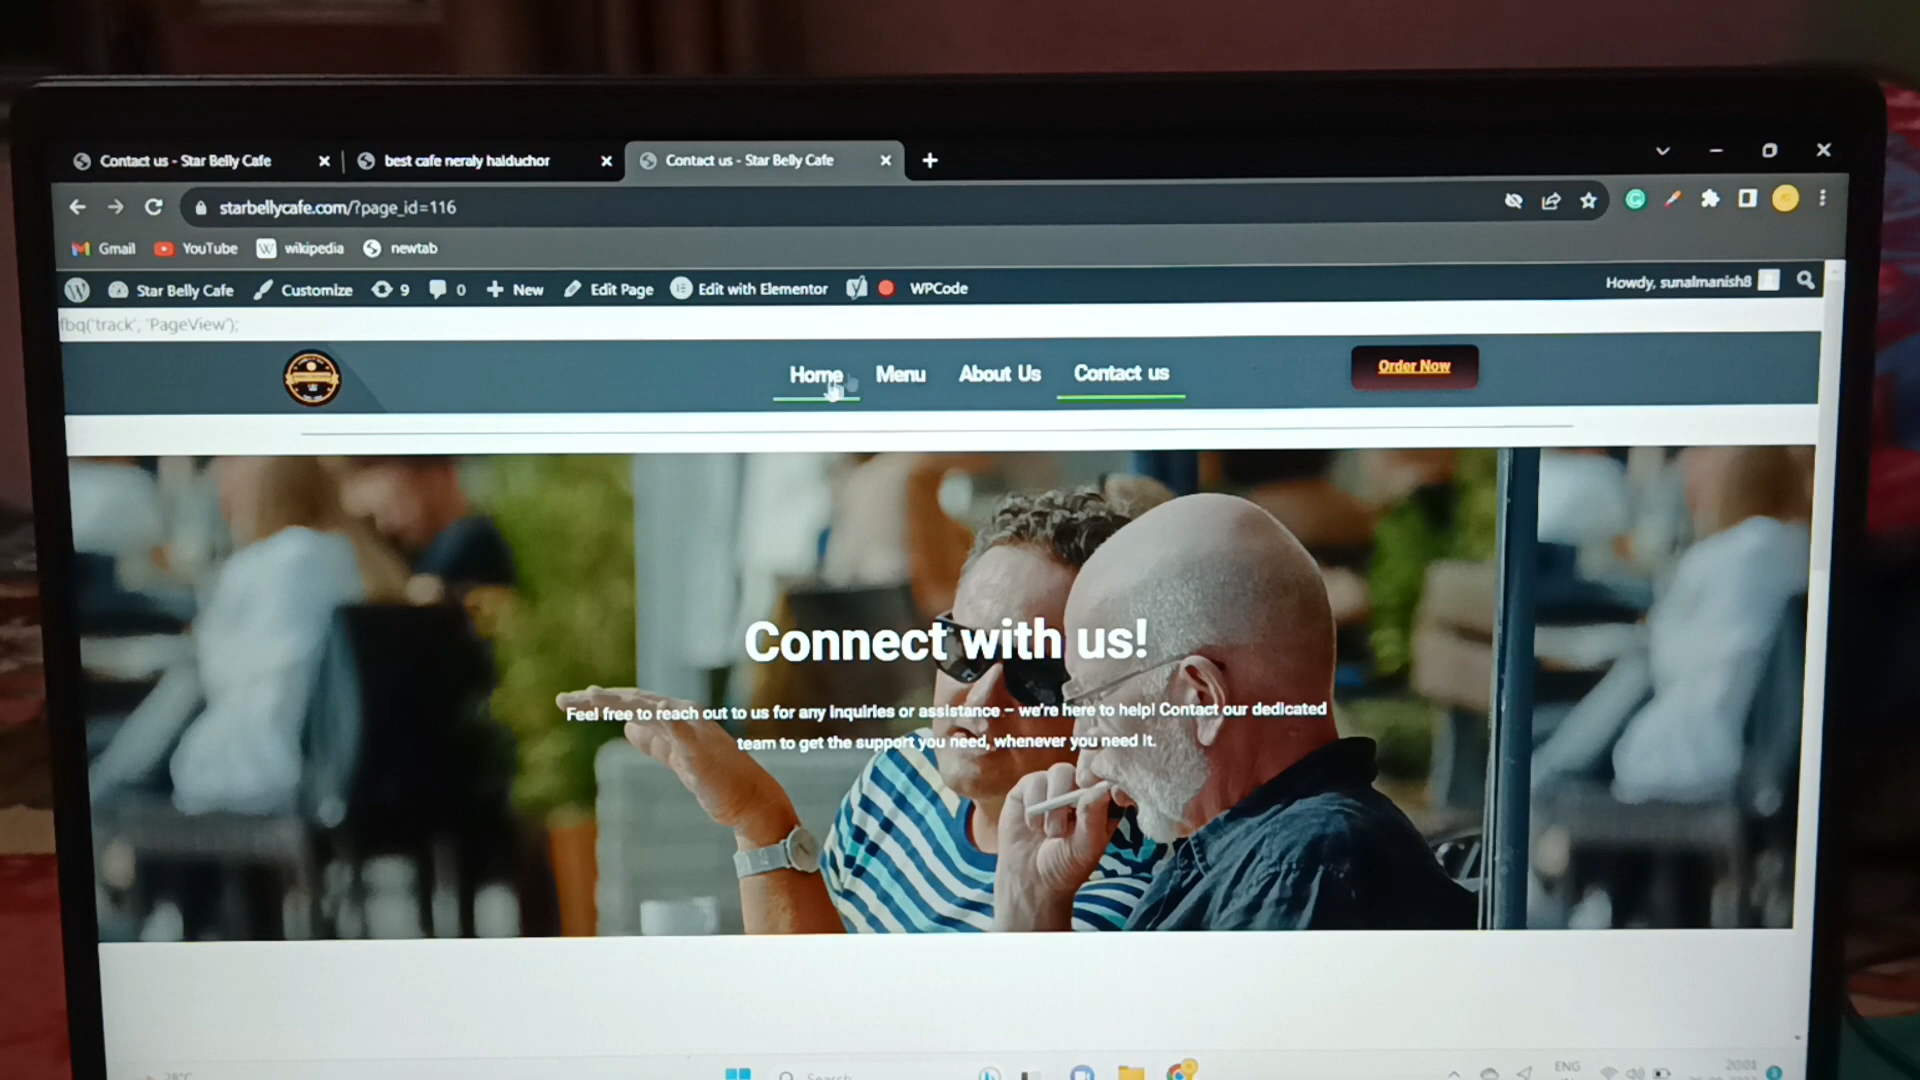 Contact us - Star Belly Cafe
best cafe neraly halduchor
Contact us - Star Belly Cafe
starbellycafe.com/?page_id=116
Gmail YouTube wikipedia newtab
Star Belly Cafe Customize 9 0 New Edit Page Edit with Elementor WPCode Howdy, sunalmanish8
fbq('track', 'PageView');
Home Menu About Us Contact us Order Now
Connect with us!
Feel free to reach out to us for any inquiries or assistance – we're here to help! Contact our dedicated
team to get the support you need, whenever you need it.
28°C Search ENG 20:01